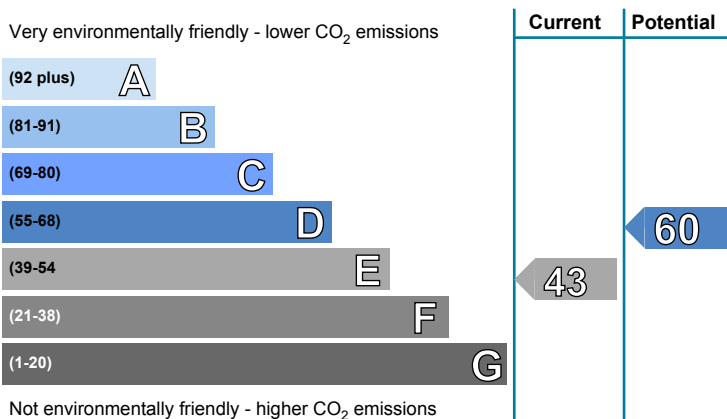 Very environmentally friendly - lower CO2 emissions
Current
Potential
(92 plus) A
(81-91) B
(69-80) C
(55-68) D
60
(39-54 E
43
(21-38) F
(1-20) G
Not environmentally friendly - higher CO2 emissions